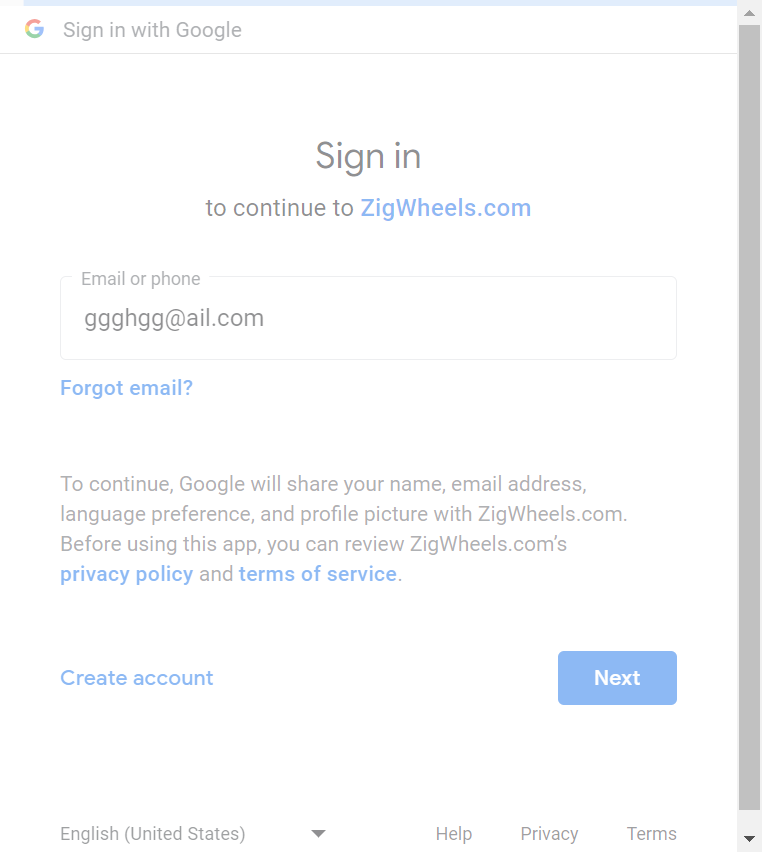 Sign in with Google
Sign in
to continue to ZigWheels.com
Email or phone
ggghgg@ail.com
Forgot email?
To continue, Google will share your name, email address,
language preference, and profile picture with ZigWheels.com.
Before using this app, you can review ZigWheels.com’s
privacy policy and terms of service.
Create account
Next
English (United States)
Help
Privacy
Terms